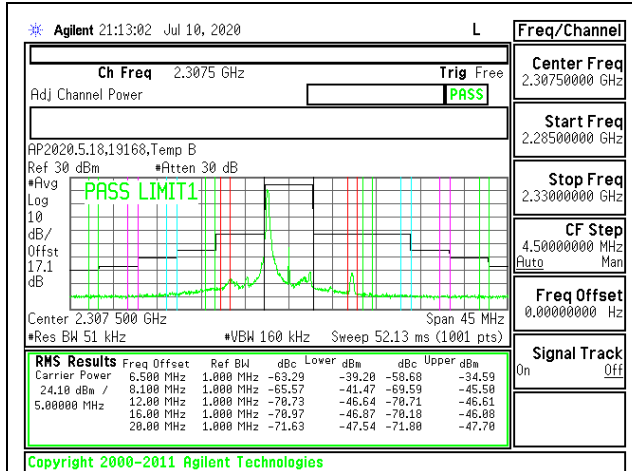 Agilent 21:13:02 Jul 10, 2020 L
Freq/Channel
Ch Freq 2.3075 GHz Trig Free
Adj Channel Power PASS
AP2020.5.18,19168,Temp B
Ref 30 dBm #Atten 30 dB
#Avg
Log
10
dB/
Offst
17.1
dB
PASS LIMIT1
Center 2.307 500 GHz Span 45 MHz
#Res BW 51 kHz #VBW 160 kHz Sweep 52.13 ms (1001 pts)
RMS Results Freq Offset Ref BW dBc Lower dBm dBc Upper dBm
Carrier Power 6.500 MHz 1.000 MHz -63.29 -39.20 -58.68 -34.59
24.10 dBm / 8.100 MHz 1.000 MHz -65.57 -41.47 -69.59 -45.50
5.00000 MHz 12.00 MHz 1.000 MHz -70.73 -46.64 -70.71 -46.61
16.00 MHz 1.000 MHz -70.97 -46.87 -70.18 -46.08
20.00 MHz 1.000 MHz -71.63 -47.54 -71.80 -47.70
Center Freq
2.30750000 GHz
Start Freq
2.28500000 GHz
Stop Freq
2.33000000 GHz
CF Step
4.50000000 MHz
Auto Man
Freq Offset
0.00000000 Hz
Signal Track
On Off
Copyright 2000-2011 Agilent Technologies